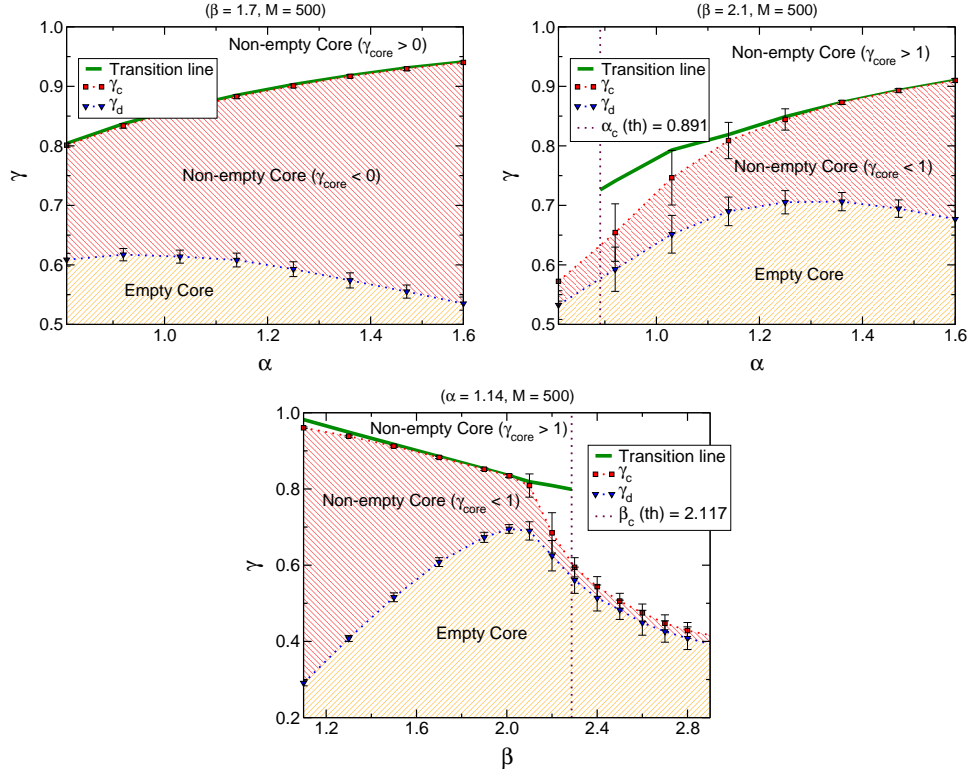 (β = 1.7, M = 500)
Non-empty Core (γcore > 0)
Transition line
γc
γd
Non-empty Core (γcore < 0)
Empty Core
γ
1.0
0.9
0.8
0.7
0.6
0.5
1.0
1.2
1.4
1.6
α
(β = 2.1, M = 500)
Non-empty Core (γcore > 1)
Transition line
γc
γd
αc (th) = 0.891
Non-empty Core (γcore < 1)
Empty Core
γ
1.0
0.9
0.8
0.7
0.6
0.5
1.0
1.2
1.4
1.6
α
(α = 1.14, M = 500)
Non-empty Core (γcore > 1)
Transition line
γc
γd
βc (th) = 2.117
Non-empty Core (γcore < 1)
Empty Core
γ
1.0
0.8
0.6
0.4
0.2
1.2
1.6
2.0
2.4
2.8
β